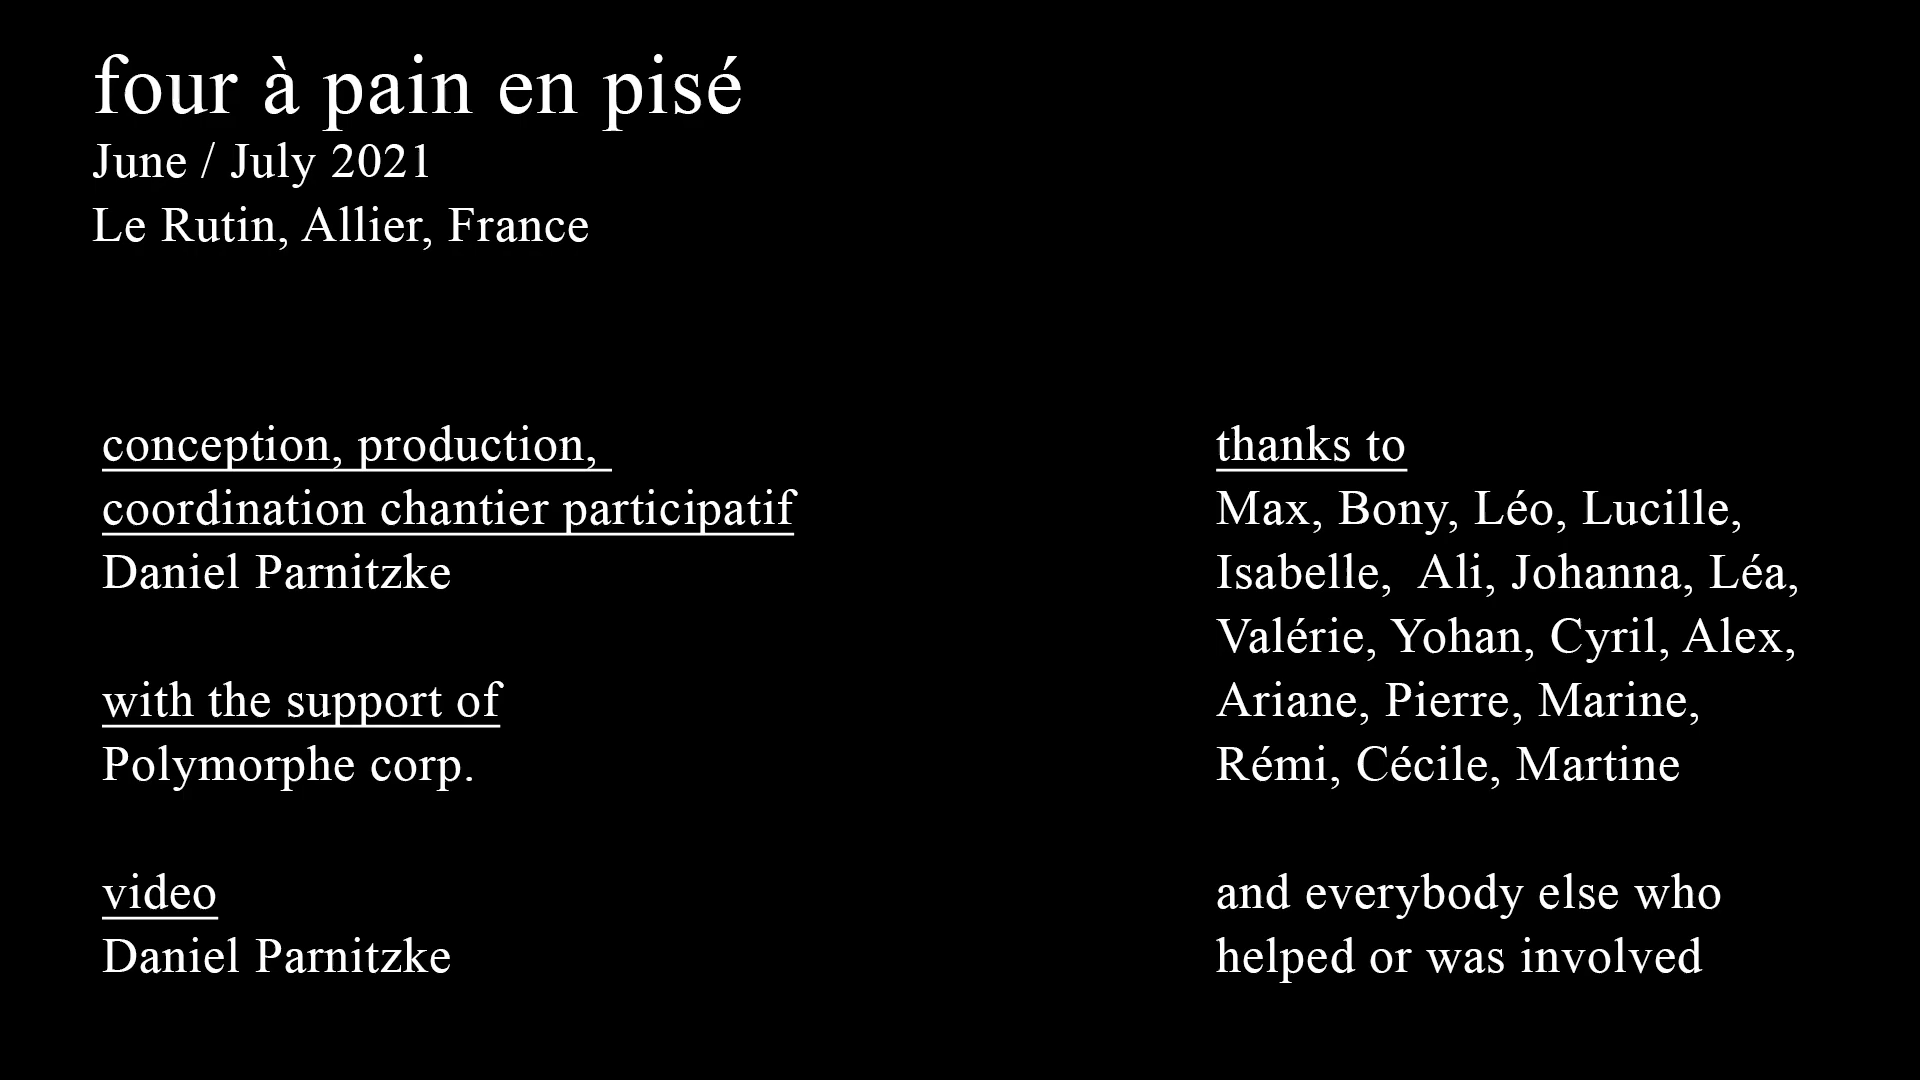 four à pain en pisé
June / July 2021
Le Rutin, Allier, France
conception, production,
coordination chantier participatif
Daniel Parnitzke
with the support of
Polymorphe corp.
video
Daniel Parnitzke
thanks to
Max, Bony, Léo, Lucille,
Isabelle,  Ali, Johanna, Léa,
Valérie, Yohan, Cyril, Alex,
Ariane, Pierre, Marine,
Rémi, Cécile, Martine
and everybody else who
helped or was involved